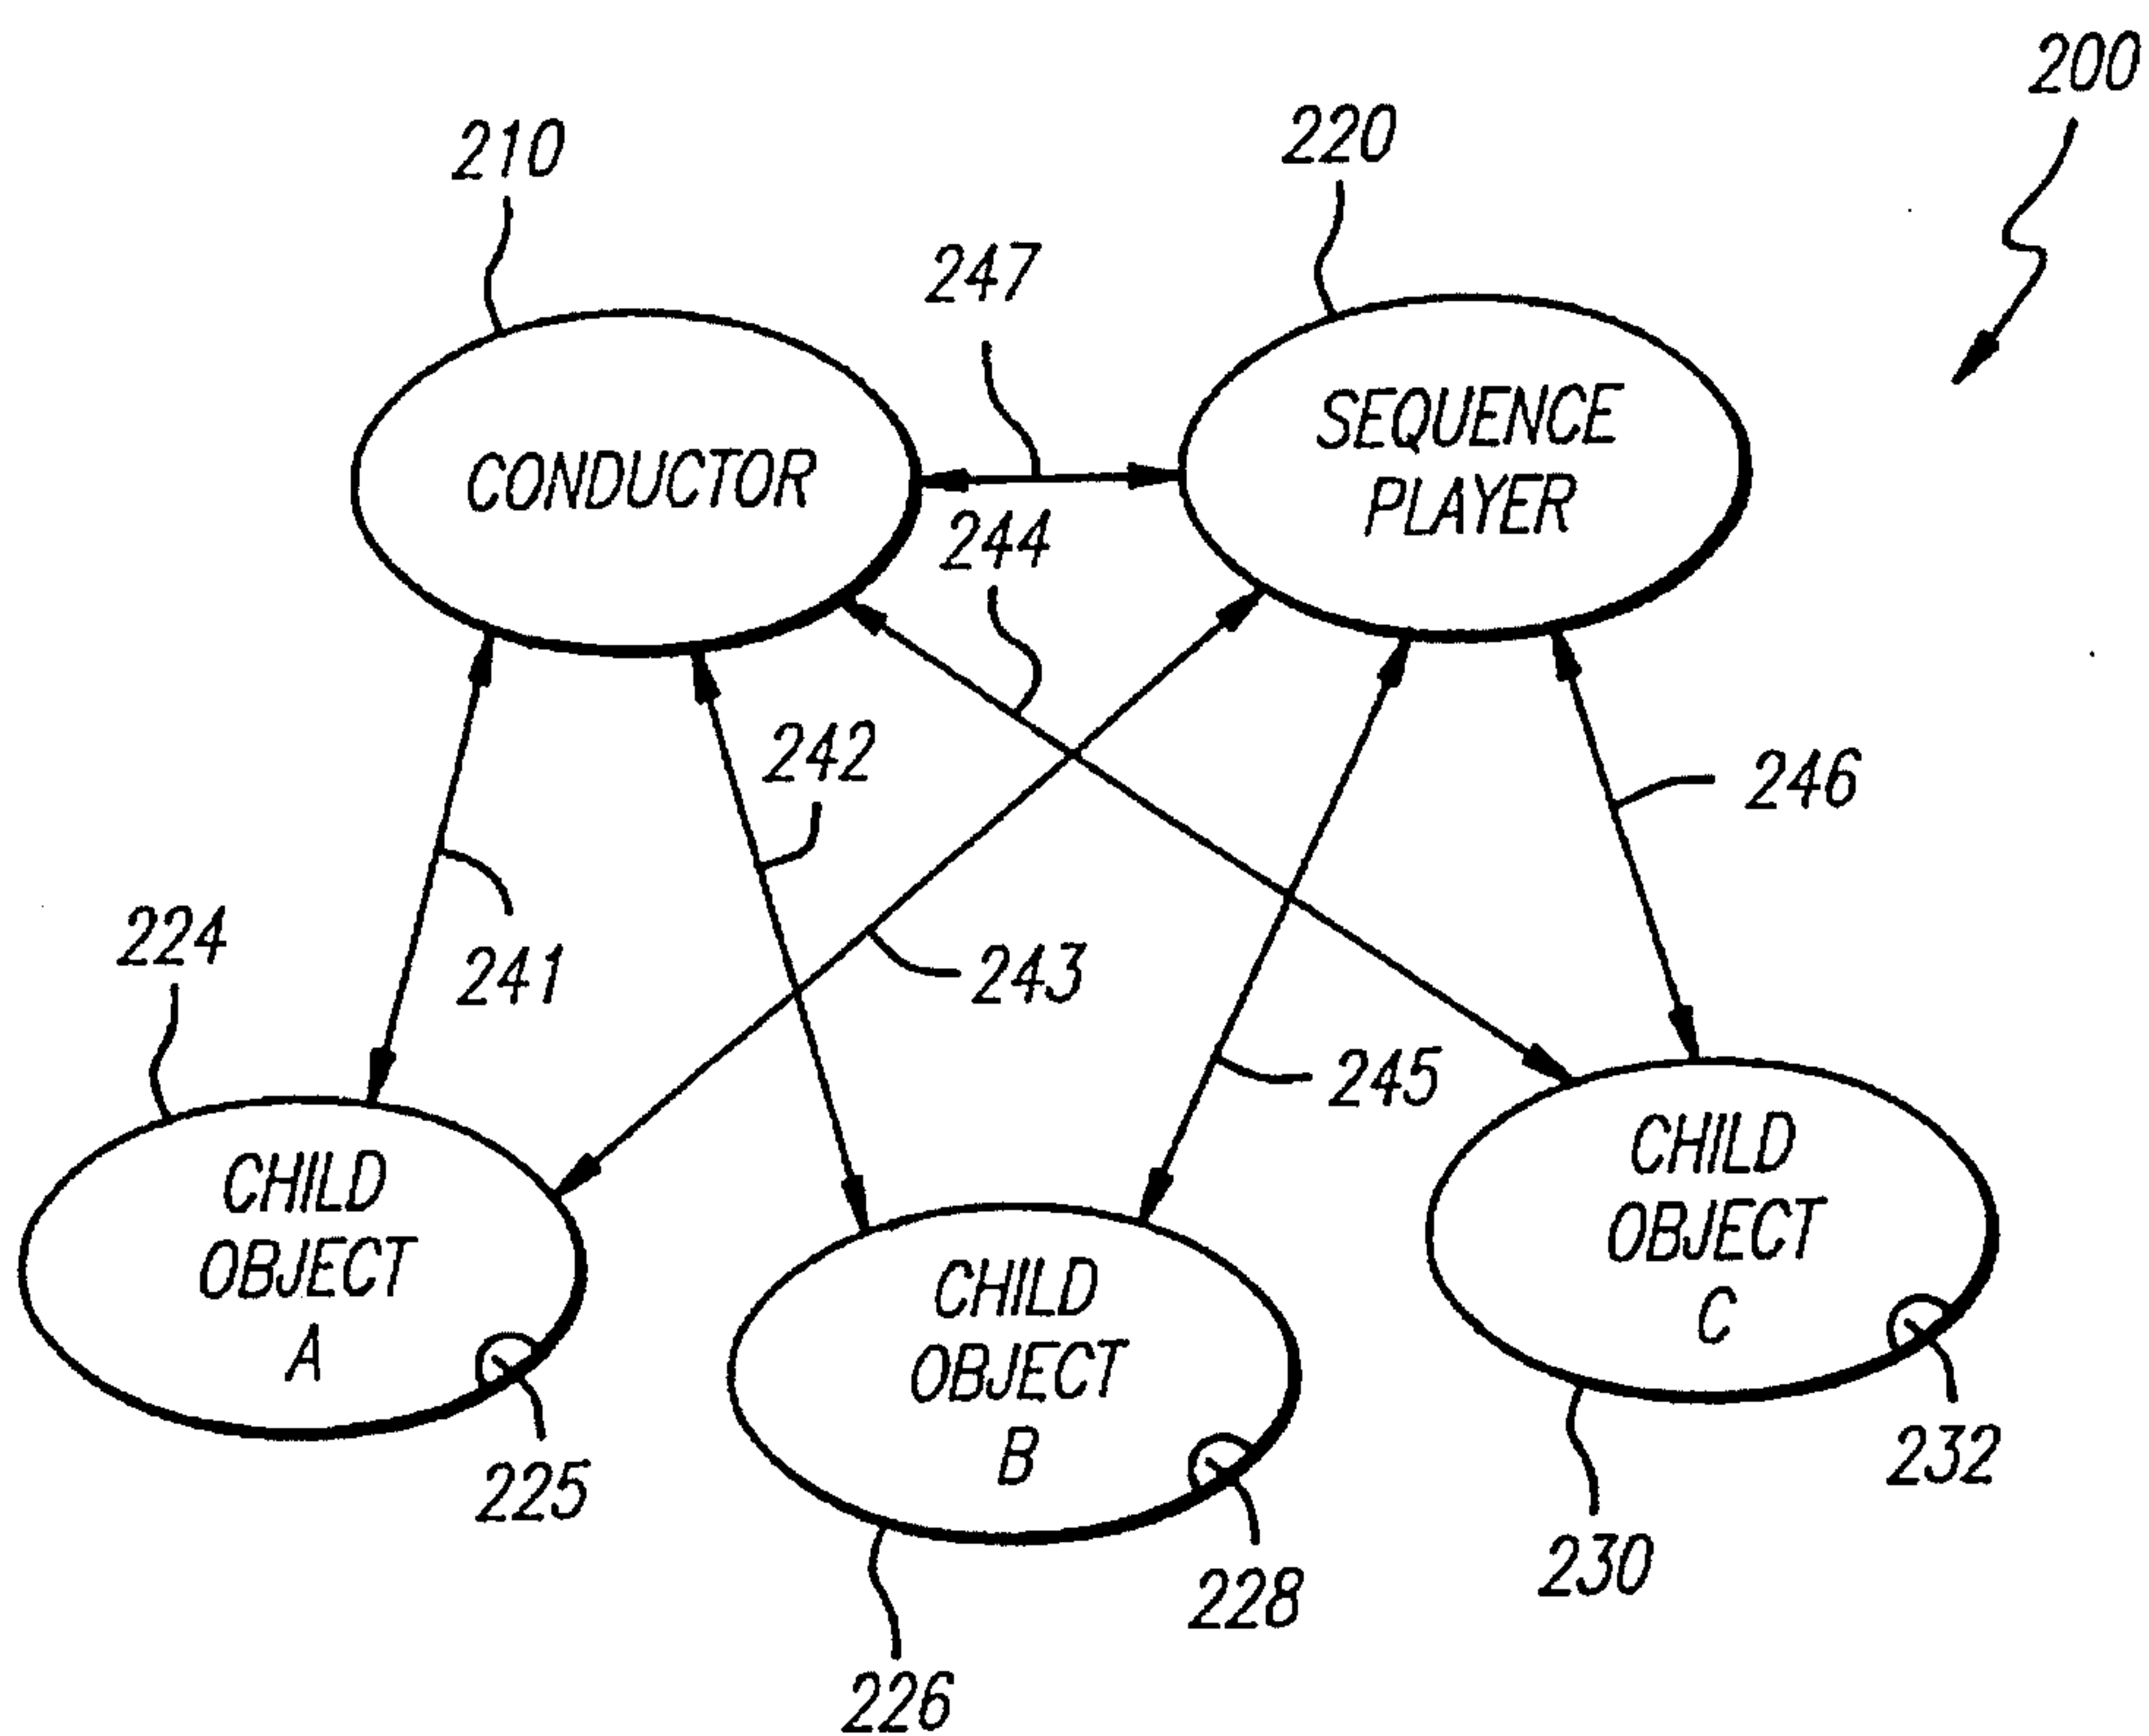 200
210
220
247
CONDUCTOR
SEQUENCE
PLAYER
244
242
246
224
241
243
245
CHILD
OBJECT
A
CHILD
OBJECT
B
CHILD
OBJECT
C
225
228
232
226
230